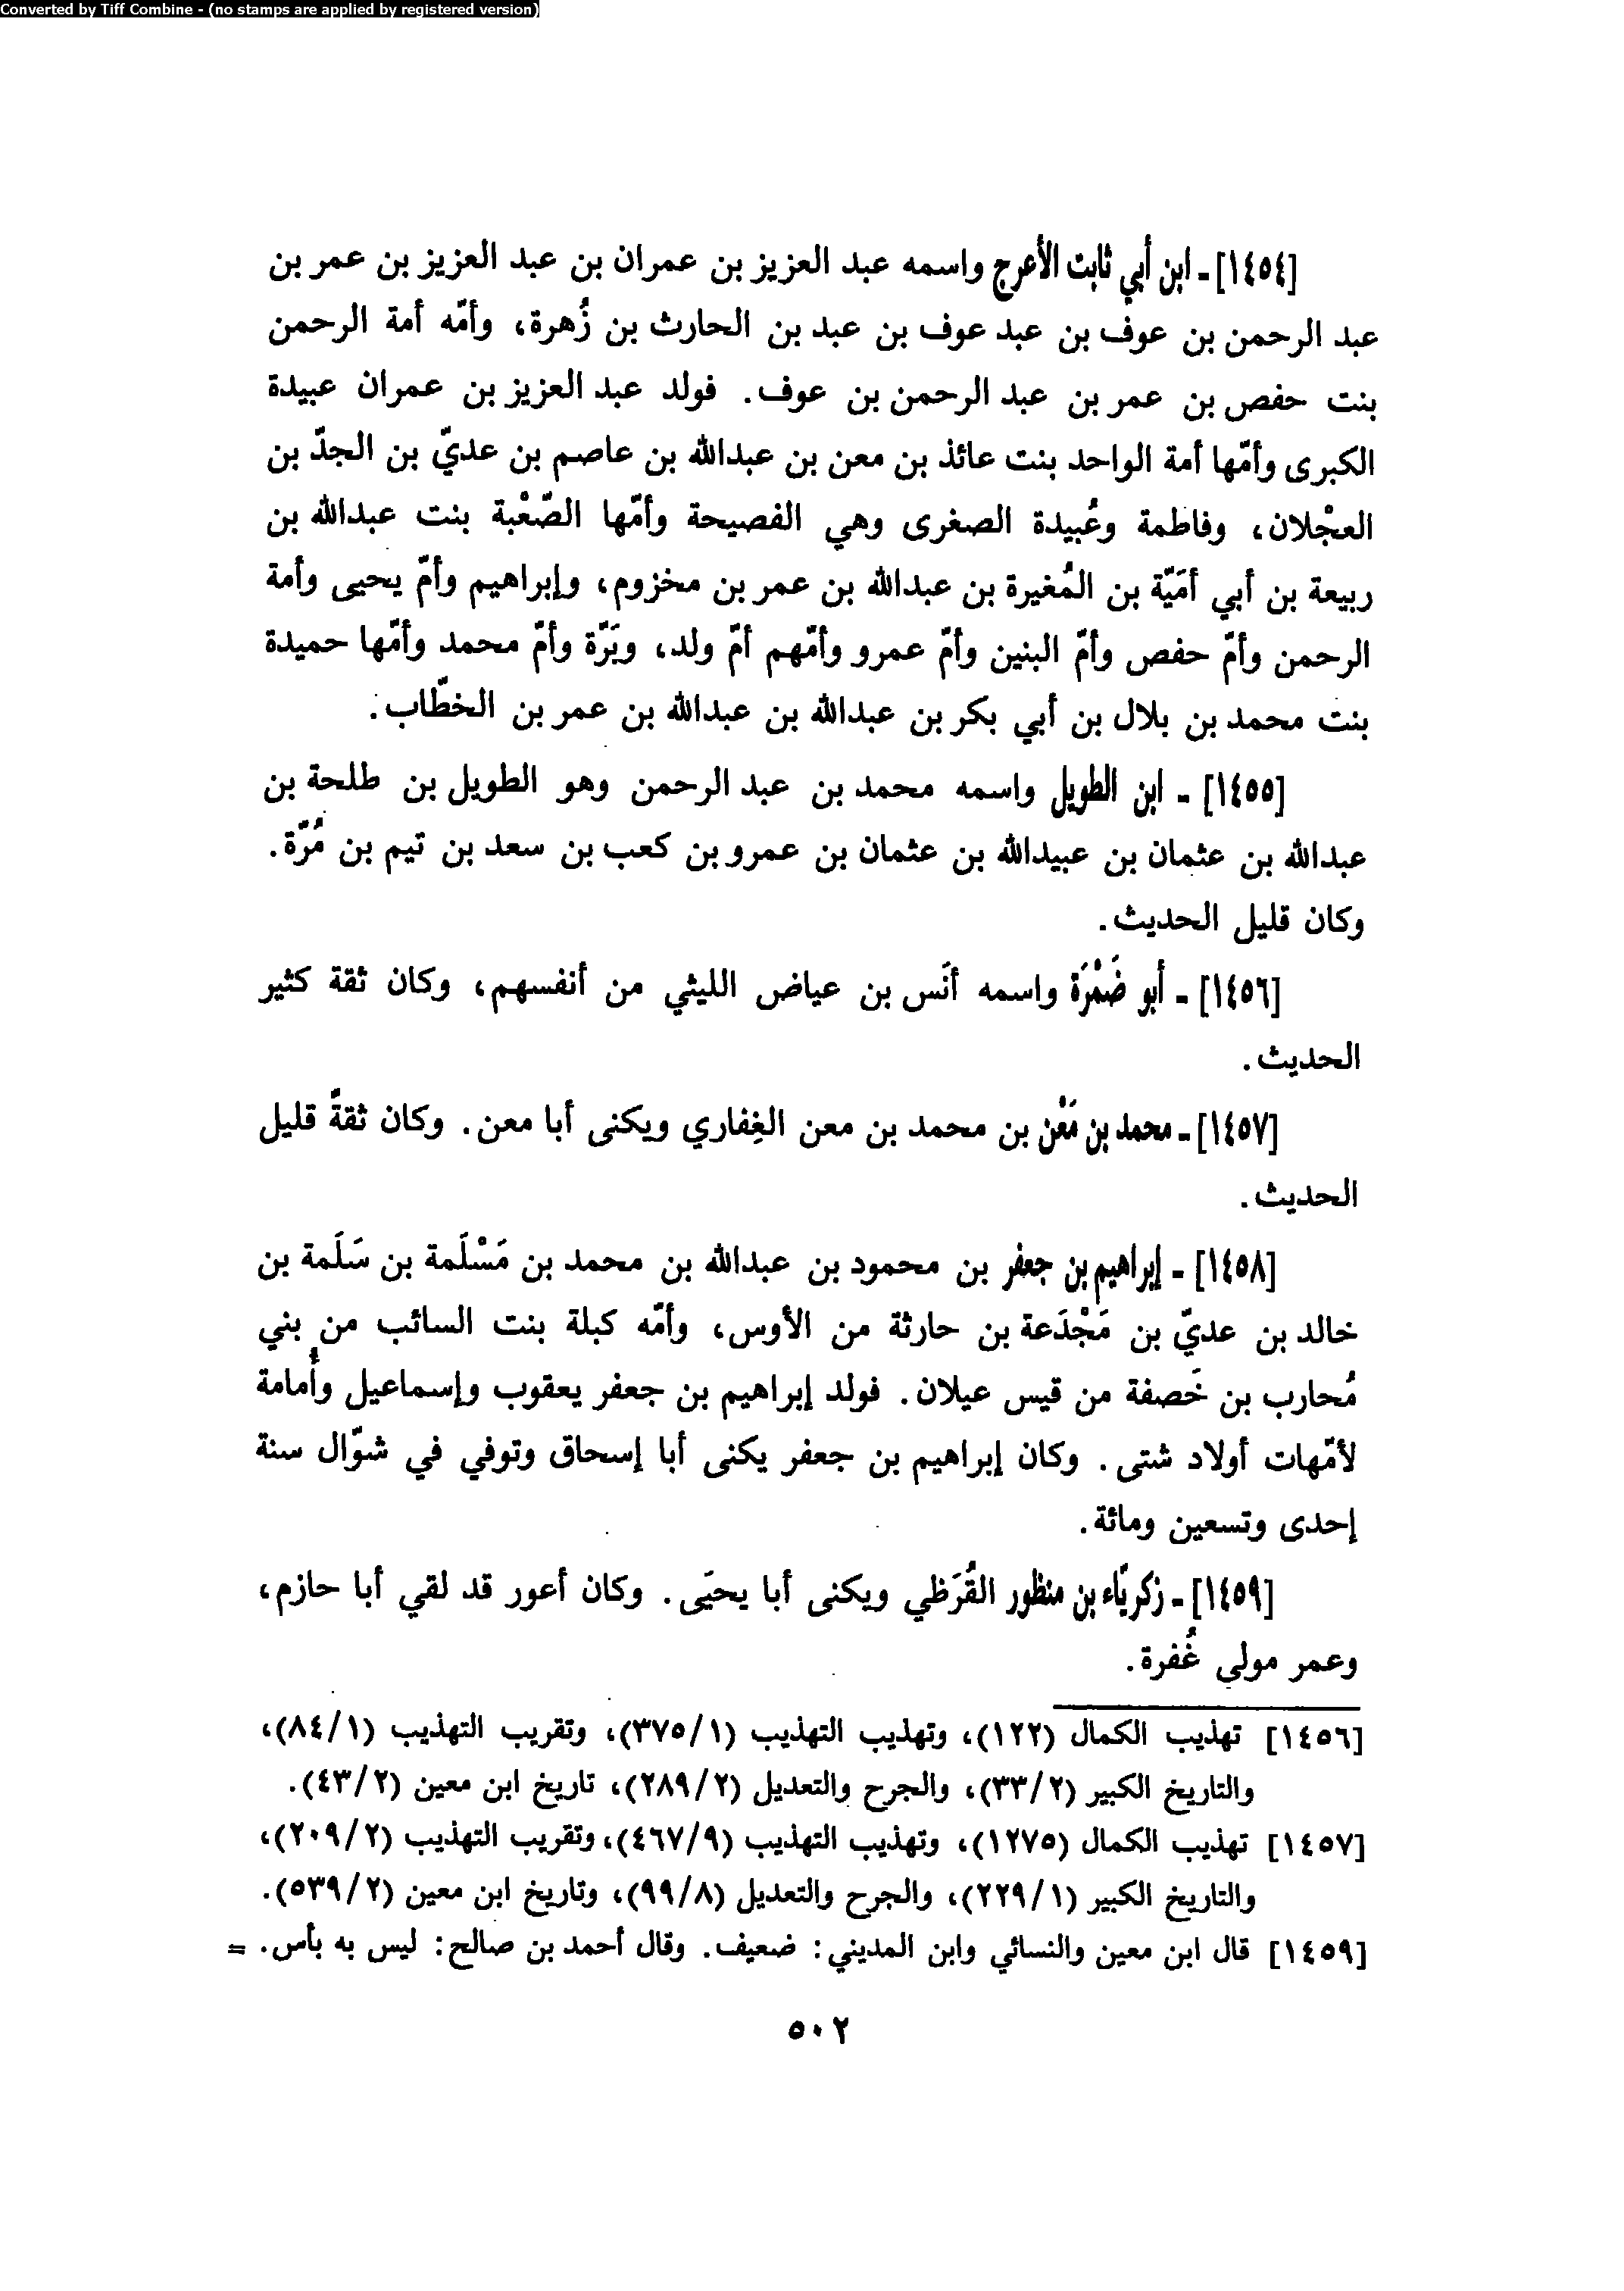 Converted by Tiff Combine - (no stamps are applied by registered version)
[١٤٥٤]ـ ابن أبي ثابت الأعرج واسمه عبد العزيز بن عمران بن عبد العزيز بن عمر بن
عبد الرحمن بن عوف بن عبد عوف بن عبد بن الحارث بن زُهرة، وأمّه أمة الرحمن
بنت حفص بن عمر بن عبد الرحمن بن عوف. فولد عبد العزيز بن عمران عبيدة
الكبرى وأمّها أمة الواحد بنت عائذ بن معن بن عبدالله بن عاصم بن عديّ بن الجدّ بن
العجْلان، وفاطمة وعُبيدة الصغرى وهي الفصيحة وأمّها الصّعْبة بنت عبدالله بن
ربيعة بن أبي أمَيّة بن المُغيرة بن عبدالله بن عمر بن مخزوم، وإبراهيم وأمّ يحيى وأمة
الرحمن وأمّ حفص وأمّ البنين وأمّ عمرو وأمّهم أمّ ولد، وبَرّة وأمّ محمد وأمّها حميدة
بنت محمد بن بلال بن أبي بكر بن عبدالله بن عبدالله بن عمر بن الخطّاب.
[١٤٥٥] ـ ابن الطويل واسمه محمد بن عبد الرحمن وهو الطويل بن طلحة بن
عبدالله بن عثمان بن عبيدالله بن عثمان بن عمرو بن كعب بن سعد بن تيم بن مُرّة.
وكان قليل الحديث.
[١٤٥٦] ـ أبو ضَمْرَة واسمه أنَس بن عياض الليثي من أنفسهم، وكان ثقة كثير
الحديث.
[١٤٥٧]ـ محمد بن مَعْن بن محمد بن معن الغِفاري ويكنى أبا معن. وكان ثقةً قليل
الحديث.
[١٤٥٨] ـ إبراهيم بن جعفر بن محمود بن عبدالله بن محمد بن مَسْلَمة بن سَلَمة بن
خالد بن عديّ بن مَجْدَعة بن حارثة من الأوس، وأمّه كبلة بنت السائب من بني
مُحارب بن خَصفة من قيس عيلان. فولد إبراهيم بن جعفر يعقوب وإسماعيل وأُمامة
لأمّهات أولاد شتى. وكان إبراهيم بن جعفر يكنى أبا إسحاق وتوفي في شوّال سنة
إحدى وتسعين ومائة.
[١٤٥٩]ـ زكريّاء بن منظور القُرَظي ويكنى أبا يحيَى. وكان أعور قد لقي أبا حازم،
وعمر مولى غُفرة.
[١٤٥٦] تهذيب الكمال (١٢٢)، وتهذيب التهذيب (٣٧٥/١)، وتقريب التهذيب (٨٤/١)،
والتاريخ الكبير (٣٣/٢)، والجرح والتعديل (٢٨٩/٢)، تاريخ ابن معين (٤٣/٢).
[١٤٥٧] تهذيب الكمال (١٢٧٥)، وتهذيب التهذيب (٤٦٧/٩)، وتقريب التهذيب (٢٠٩/٢)،
والتاريخ الكبير (٢٢٩/١)، والجرح والتعديل (٩٩/٨)، وتاريخ ابن معين (٥٣٩/٢).
[١٤٥٩] قال ابن معين والنسائي وابن المديني: ضعيف. وقال أحمد بن صالح: ليس به بأس. =
٥٠٢